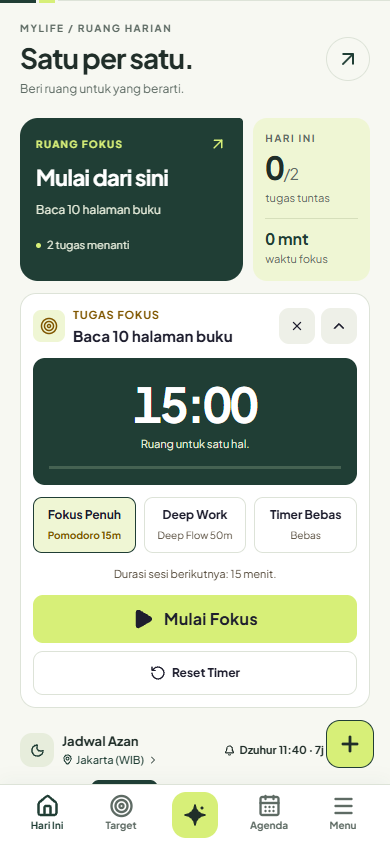 MYLIFE / RUANG HARIAN
Satu per satu.
Beri ruang untuk yang berarti.
RUANG FOKUS
Mulai dari sini
Baca 10 halaman buku
2 tugas menanti
HARI INI
0/2
tugas tuntas
0 mnt
waktu fokus
TUGAS FOKUS
Baca 10 halaman buku
15:00
Ruang untuk satu hal.
Fokus Penuh
Pomodoro 15m
Deep Work
Deep Flow 50m
Timer Bebas
Bebas
Durasi sesi berikutnya: 15 menit.
Mulai Fokus
Reset Timer
Jadwal Azan
Jakarta (WIB)
Dzuhur 11:40 · 7j
Hari Ini
Target
Agenda
Menu